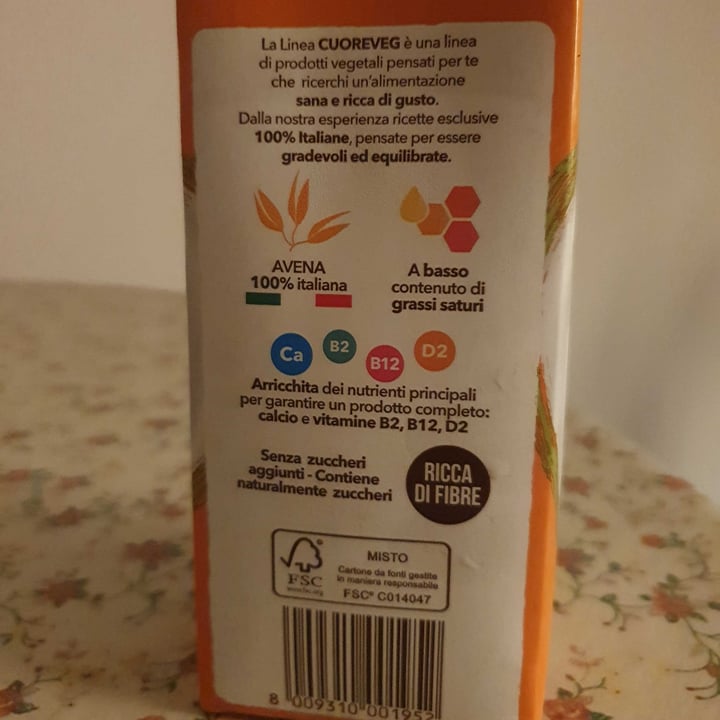 La Linea CUOREVEG è una linea
di prodotti vegetali pensati per te
che ricerchi un'alimentazione
sana e ricca di gusto.
Dalla nostra esperienza ricette esclusive
100% Italiane, pensate per essere
gradevoli ed equilibrate.
AVENA
100% italiana
A basso
contenuto di
grassi saturi
Ca
B2
B12
D2
Arricchita dei nutrienti principali
per garantire un prodotto completo:
calcio e vitamine B2, B12, D2
Senza zuccheri
aggiunti - Contiene
naturalmente zuccheri
RICCA
DI FIBRE
FSC
www.fsc.org
MISTO
Cartone da fonti gestite
in maniera responsabile
FSC® C014047
8 009310 001952